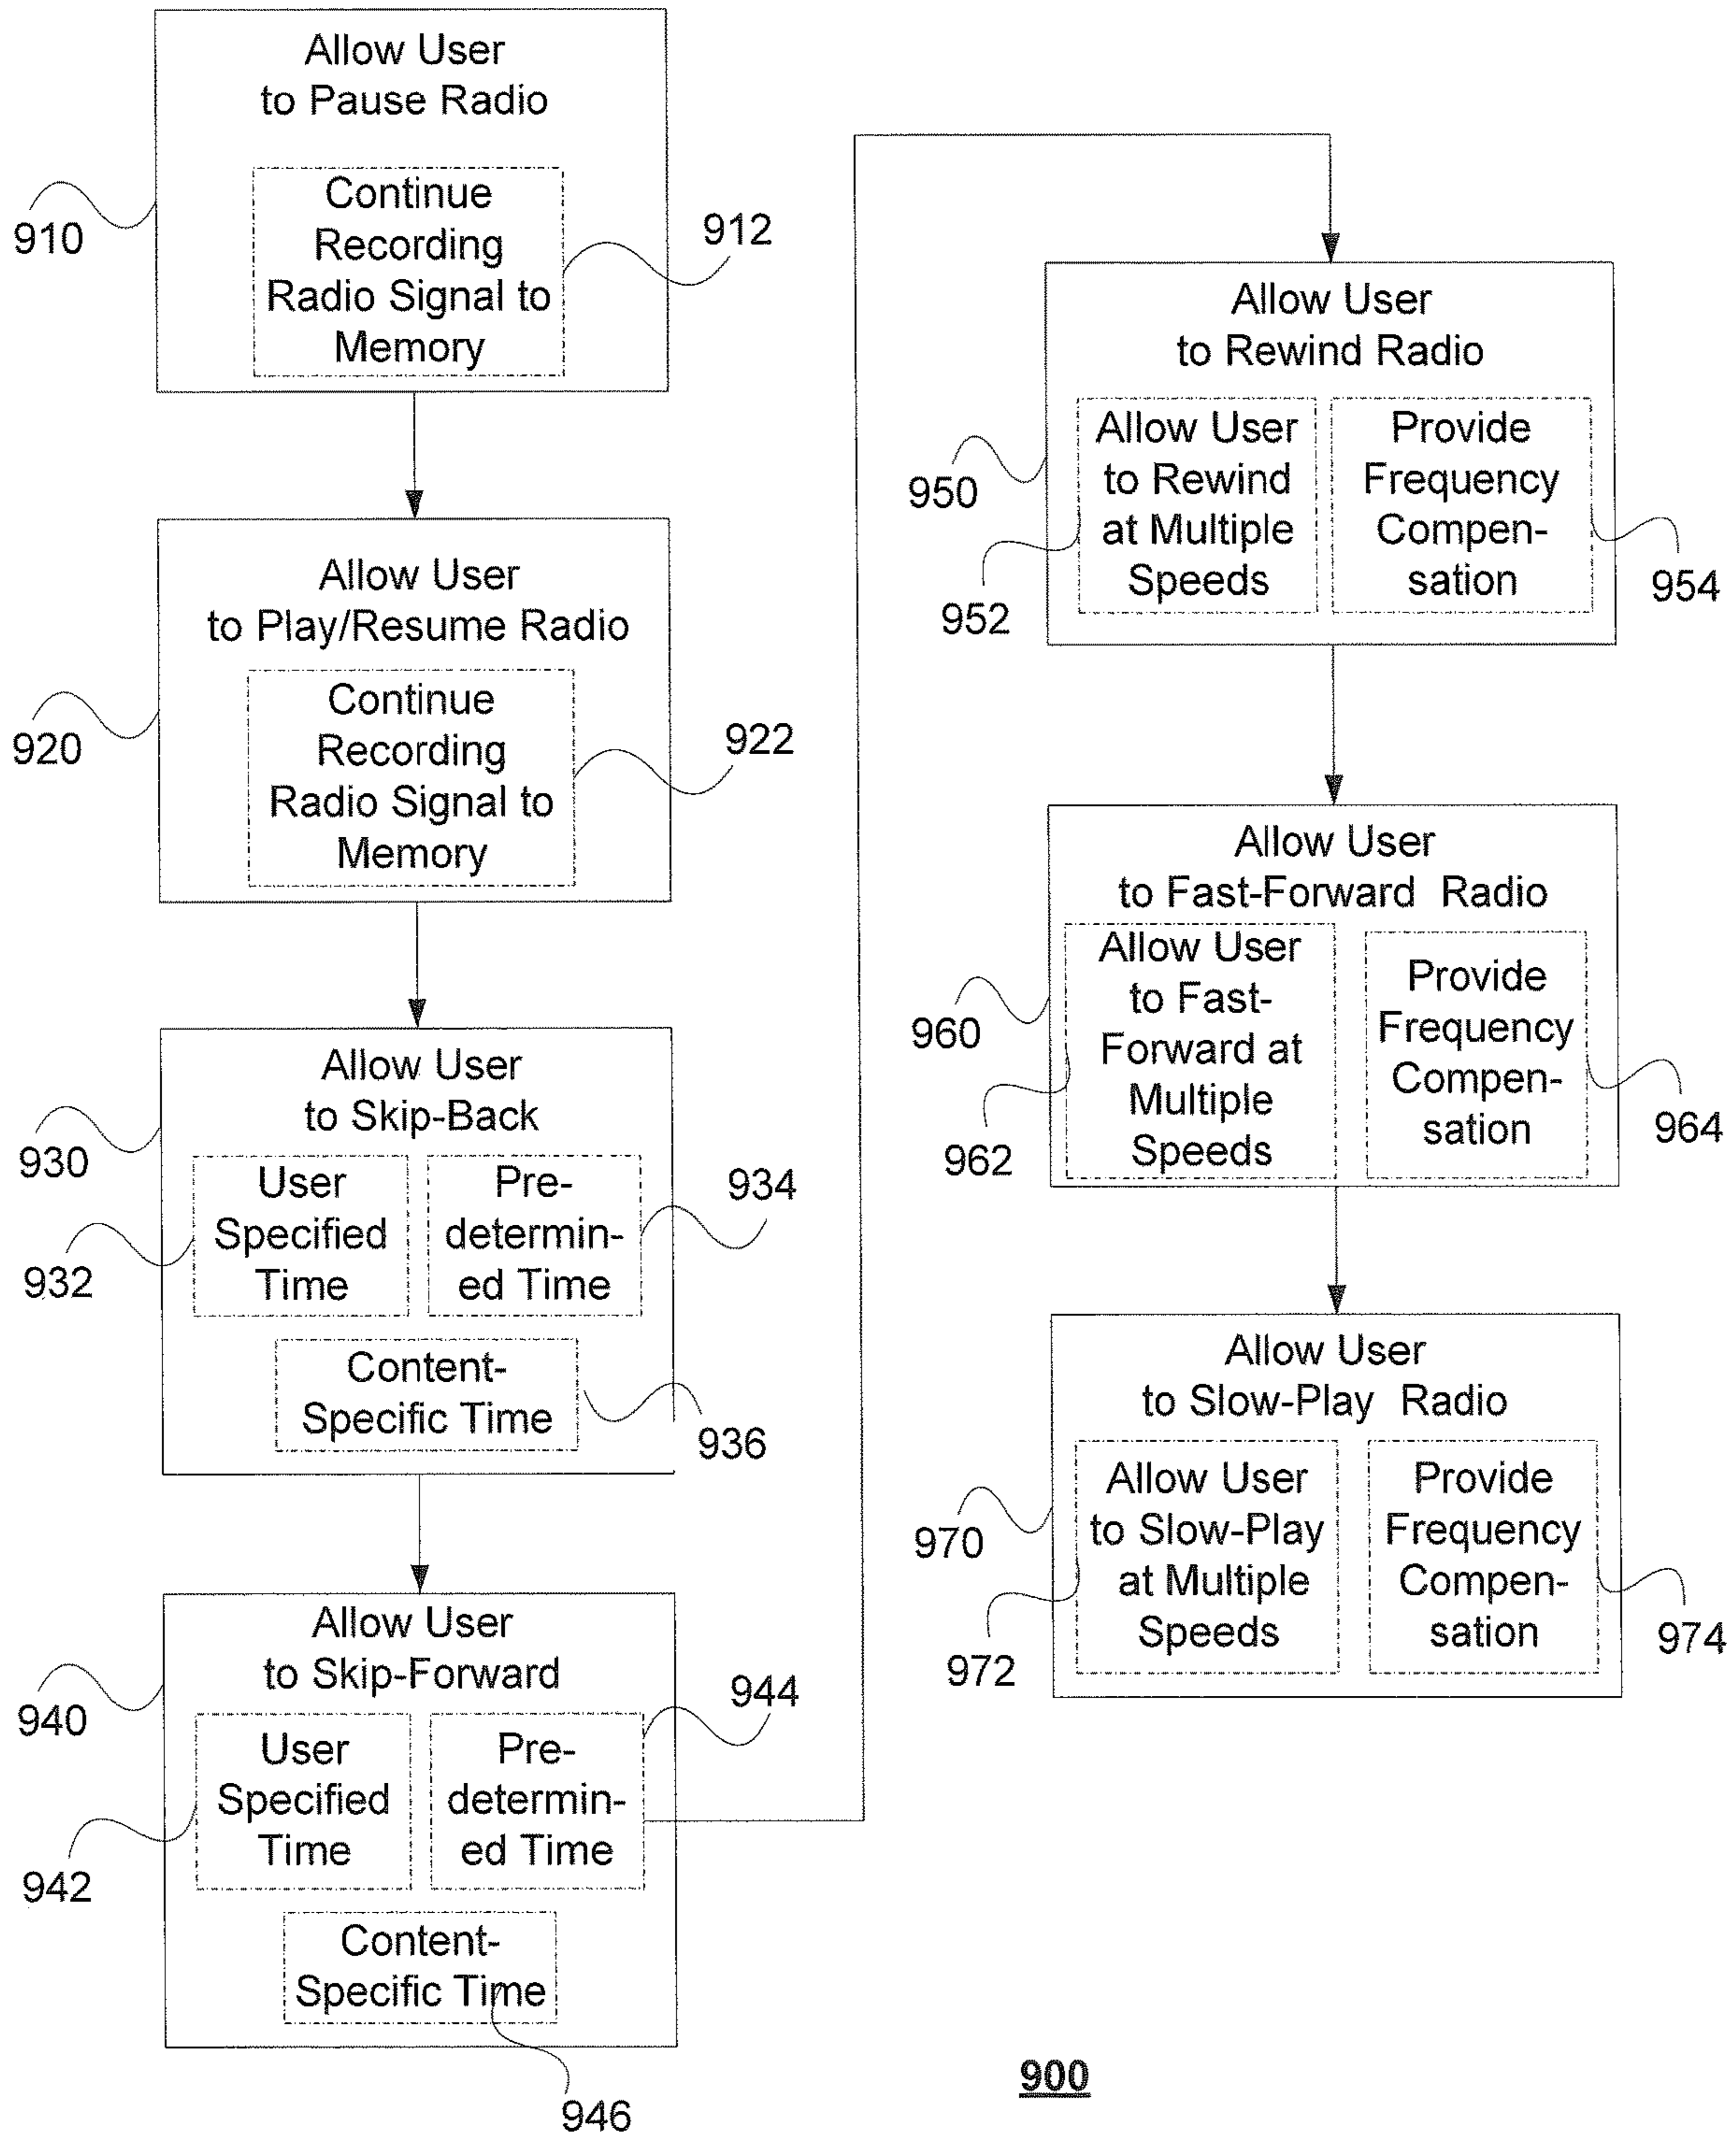 Allow User
to Pause Radio
Continue
Recording
Radio Signal to
Memory
910
912
Allow User
to Play/Resume Radio
Continue
Recording
Radio Signal to
Memory
920
922
Allow User
to Skip-Back
User
Specified
Time
Pre-
determin-
ed Time
Content-
Specific Time
930
932
934
936
Allow User
to Skip-Forward
User
Specified
Time
Pre-
determin-
ed Time
Content-
Specific Time
940
942
944
946
Allow User
to Rewind Radio
Allow User
to Rewind
at Multiple
Speeds
Provide
Frequency
Compen-
sation
950
952
954
Allow User
to Fast-Forward Radio
Allow User
to Fast-
Forward at
Multiple
Speeds
Provide
Frequency
Compen-
sation
960
962
964
Allow User
to Slow-Play Radio
Allow User
to Slow-Play
at Multiple
Speeds
Provide
Frequency
Compen-
sation
970
972
974
900